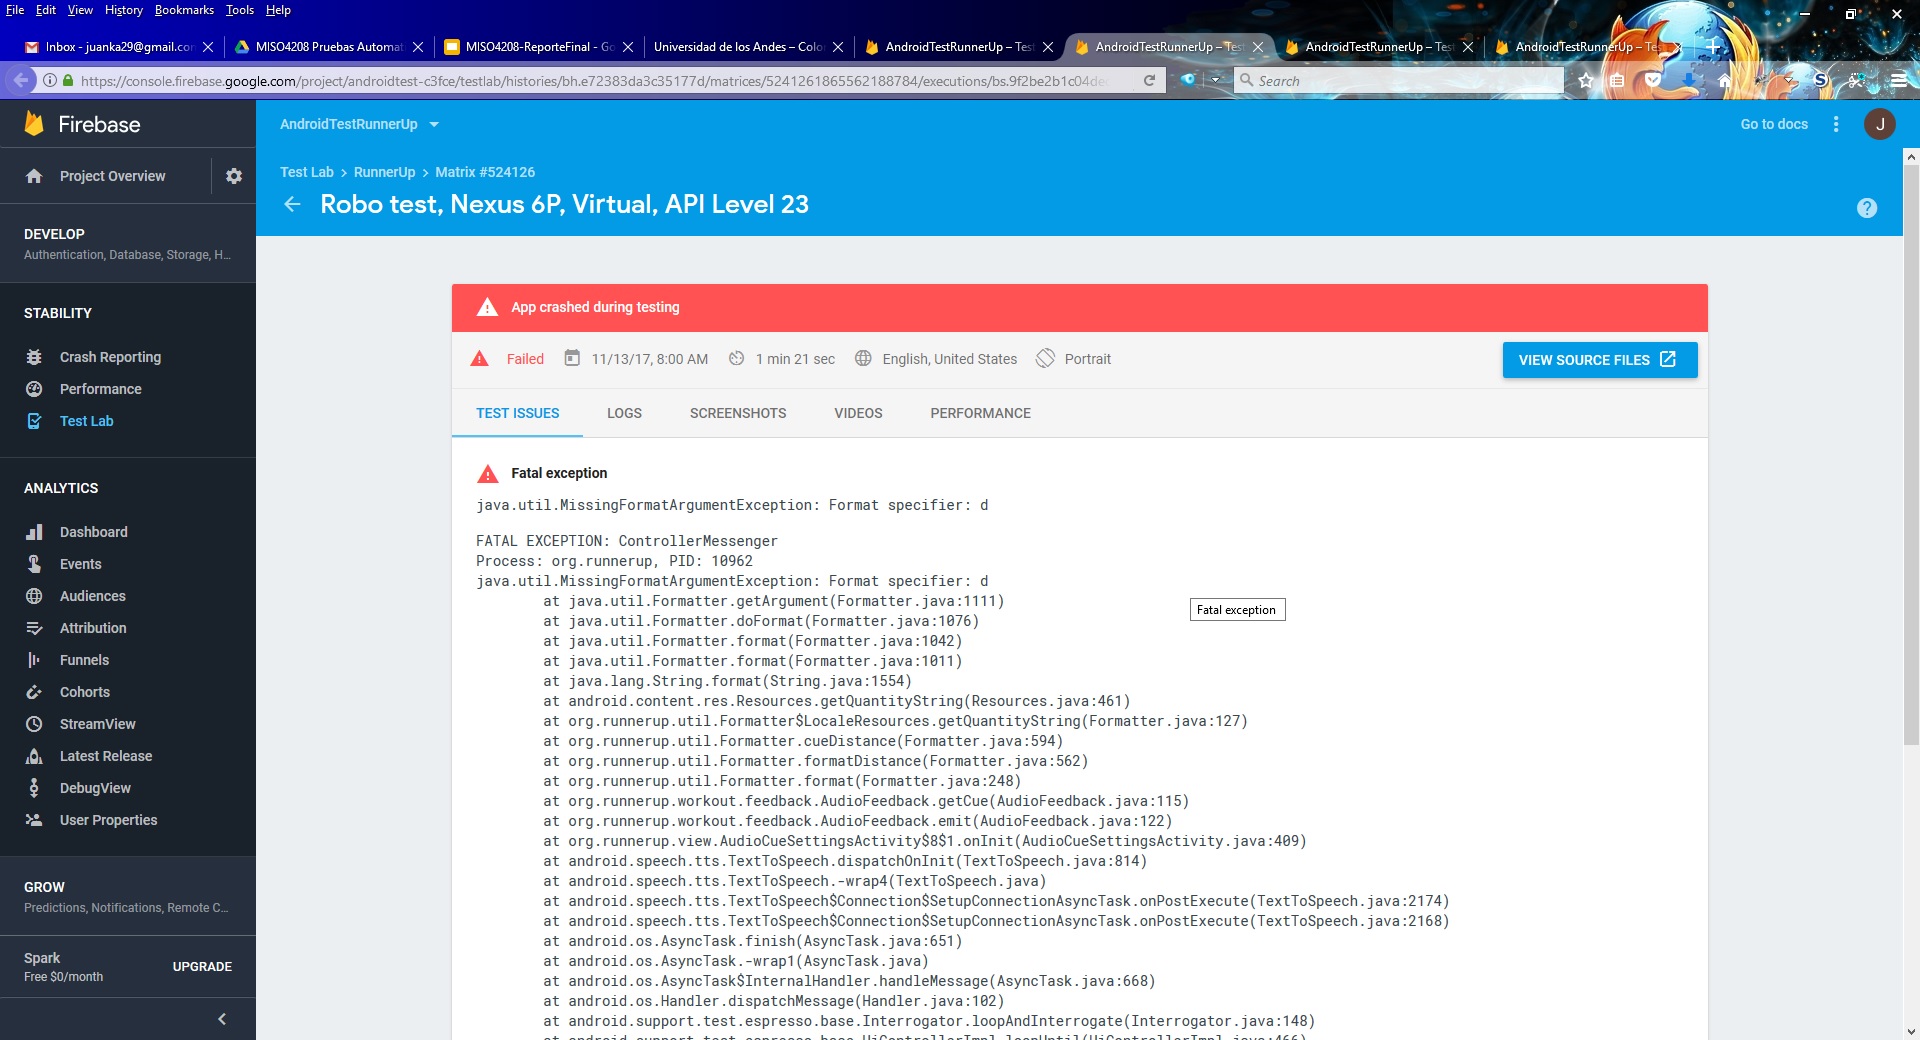 File Edit View History Bookmarks Tools Help
Inbox - juanka29@gmail.con
MISO4208 Pruebas Automat
MISO4208-ReporteFinal - Go
Universidad de los Andes – Colo
AndroidTestRunnerUp – Tes
AndroidTestRunnerUp – Tes
AndroidTestRunnerUp – Tes
AndroidTestRunnerUp – Tes
https://console.firebase.google.com/project/androidtest-c3fce/testlab/histories/bh.e72383da3c35177d/matrices/5241261865562188784/executions/bs.9f2be2b1c04de
Search
Firebase
AndroidTestRunnerUp
Go to docs
J
Project Overview
Test Lab > RunnerUp > Matrix #524126
Robo test, Nexus 6P, Virtual, API Level 23
DEVELOP
Authentication, Database, Storage, H...
STABILITY
Crash Reporting
Performance
Test Lab
ANALYTICS
Dashboard
Events
Audiences
Attribution
Funnels
Cohorts
StreamView
Latest Release
DebugView
User Properties
GROW
Predictions, Notifications, Remote C...
Spark
Free $0/month
UPGRADE
App crashed during testing
Failed 11/13/17, 8:00 AM 1 min 21 sec English, United States Portrait
VIEW SOURCE FILES
TEST ISSUES LOGS SCREENSHOTS VIDEOS PERFORMANCE
Fatal exception
java.util.MissingFormatArgumentException: Format specifier: d
FATAL EXCEPTION: ControllerMessenger
Process: org.runnerup, PID: 10962
java.util.MissingFormatArgumentException: Format specifier: d
at java.util.Formatter.getArgument(Formatter.java:1111)
at java.util.Formatter.doFormat(Formatter.java:1076)
at java.util.Formatter.format(Formatter.java:1042)
at java.util.Formatter.format(Formatter.java:1011)
at java.lang.String.format(String.java:1554)
at android.content.res.Resources.getQuantityString(Resources.java:461)
at org.runnerup.util.Formatter$LocaleResources.getQuantityString(Formatter.java:127)
at org.runnerup.util.Formatter.cueDistance(Formatter.java:594)
at org.runnerup.util.Formatter.formatDistance(Formatter.java:562)
at org.runnerup.util.Formatter.format(Formatter.java:248)
at org.runnerup.workout.feedback.AudioFeedback.getCue(AudioFeedback.java:115)
at org.runnerup.workout.feedback.AudioFeedback.emit(AudioFeedback.java:122)
at org.runnerup.view.AudioCueSettingsActivity$8$1.onInit(AudioCueSettingsActivity.java:409)
at android.speech.tts.TextToSpeech.dispatchOnInit(TextToSpeech.java:814)
at android.speech.tts.TextToSpeech.-wrap4(TextToSpeech.java)
at android.speech.tts.TextToSpeech$Connection$SetupConnectionAsyncTask.onPostExecute(TextToSpeech.java:2174)
at android.speech.tts.TextToSpeech$Connection$SetupConnectionAsyncTask.onPostExecute(TextToSpeech.java:2168)
at android.os.AsyncTask.finish(AsyncTask.java:651)
at android.os.AsyncTask.-wrap1(AsyncTask.java)
at android.os.AsyncTask$InternalHandler.handleMessage(AsyncTask.java:668)
at android.os.Handler.dispatchMessage(Handler.java:102)
at android.support.test.espresso.base.Interrogator.loopAndInterrogate(Interrogator.java:148)
Fatal exception